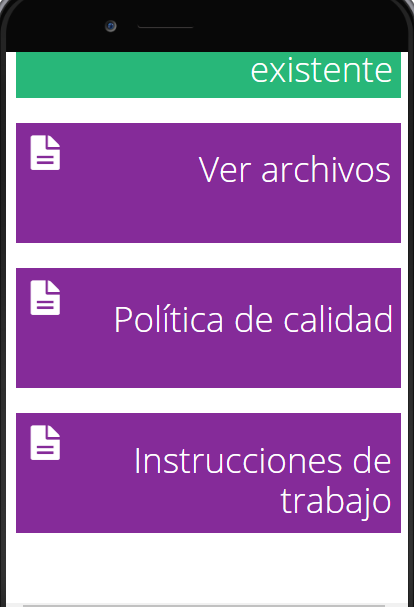 existente
Ver archivos
Política de calidad
Instrucciones de
trabajo